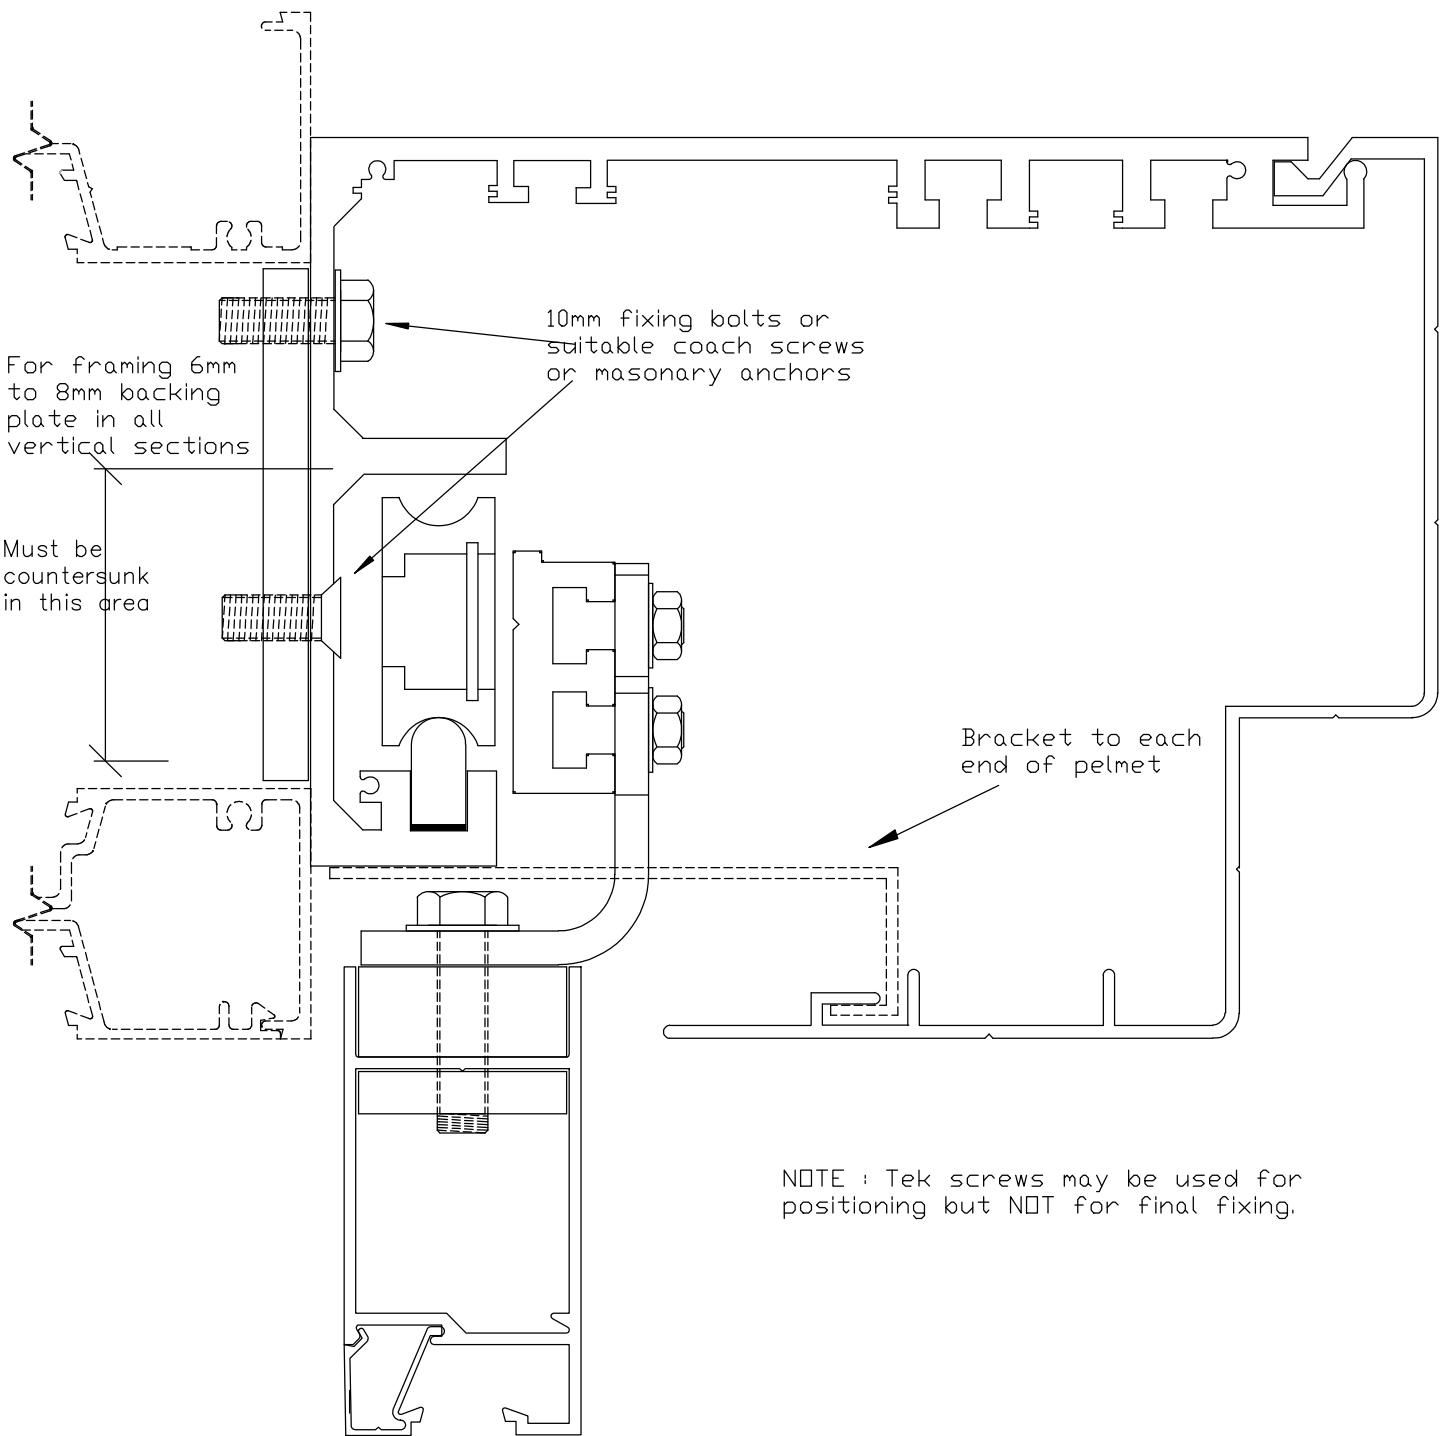 10mm fixing bolts or
suitable coach screws
or masonary anchors
For framing 6mm
to 8mm backing
plate in all
vertical sections
Must be
countersunk
in this area
Bracket to each
end of pelmet
NOTE : Tek screws may be used for
positioning but NOT for final fixing.